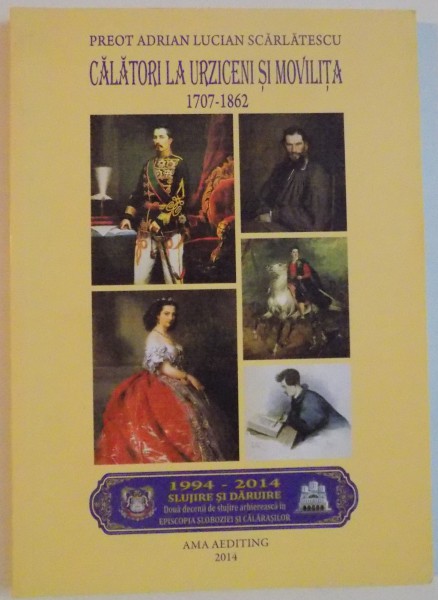 PREOT ADRIAN LUCIAN SCĂRLĂTESCU
CĂLĂTORI LA URZICENI ȘI MOVILIȚA
1707-1862
1994 - 2014
SLUJIRE ȘI DĂRUIRE
Două decenii de slujire arhierească în
EPISCOPIA SLOBOZIEI ȘI CĂLĂRAȘILOR
AMA AEDITING
2014